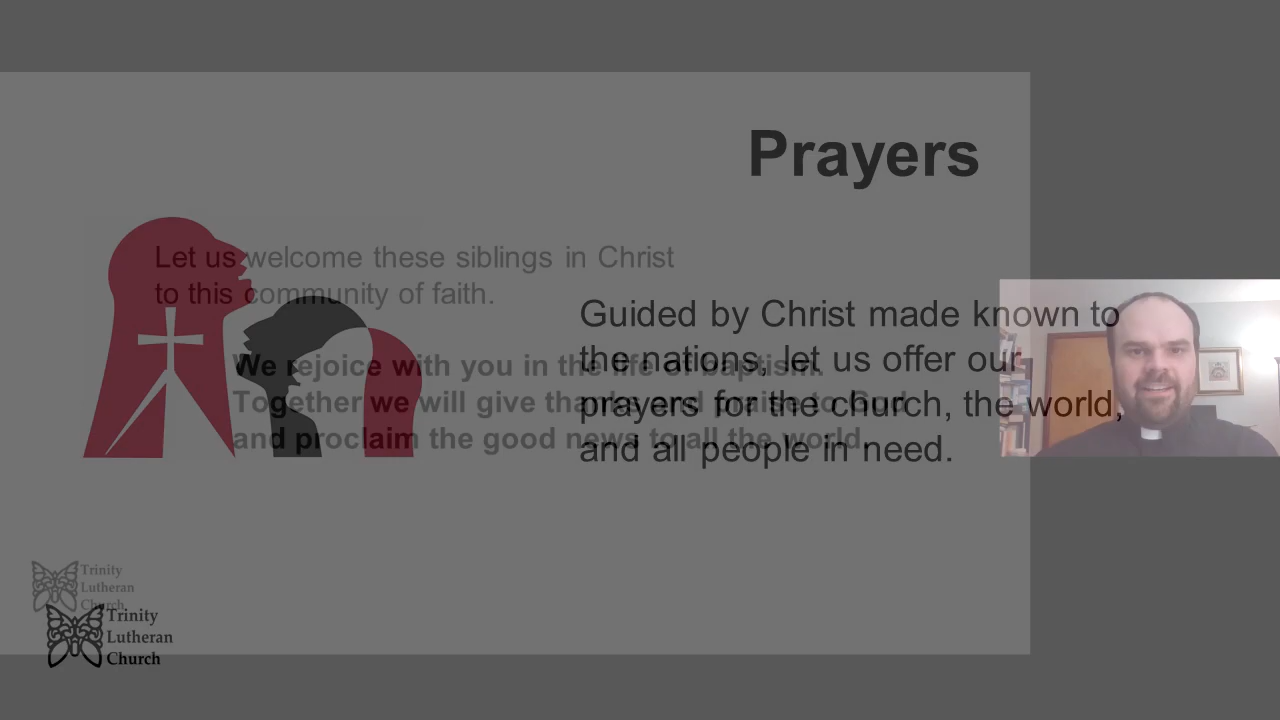 Prayers
Let us welcome these siblings in Christ
to this community of faith.
We rejoice with you in the life of baptism.
Together we will give thanks and praise to God
and proclaim the good news to all the world.
Guided by Christ made known to
the nations, let us offer our
prayers for the church, the world,
and all people in need.
Trinity
Lutheran
Church
Trinity
Lutheran
Church